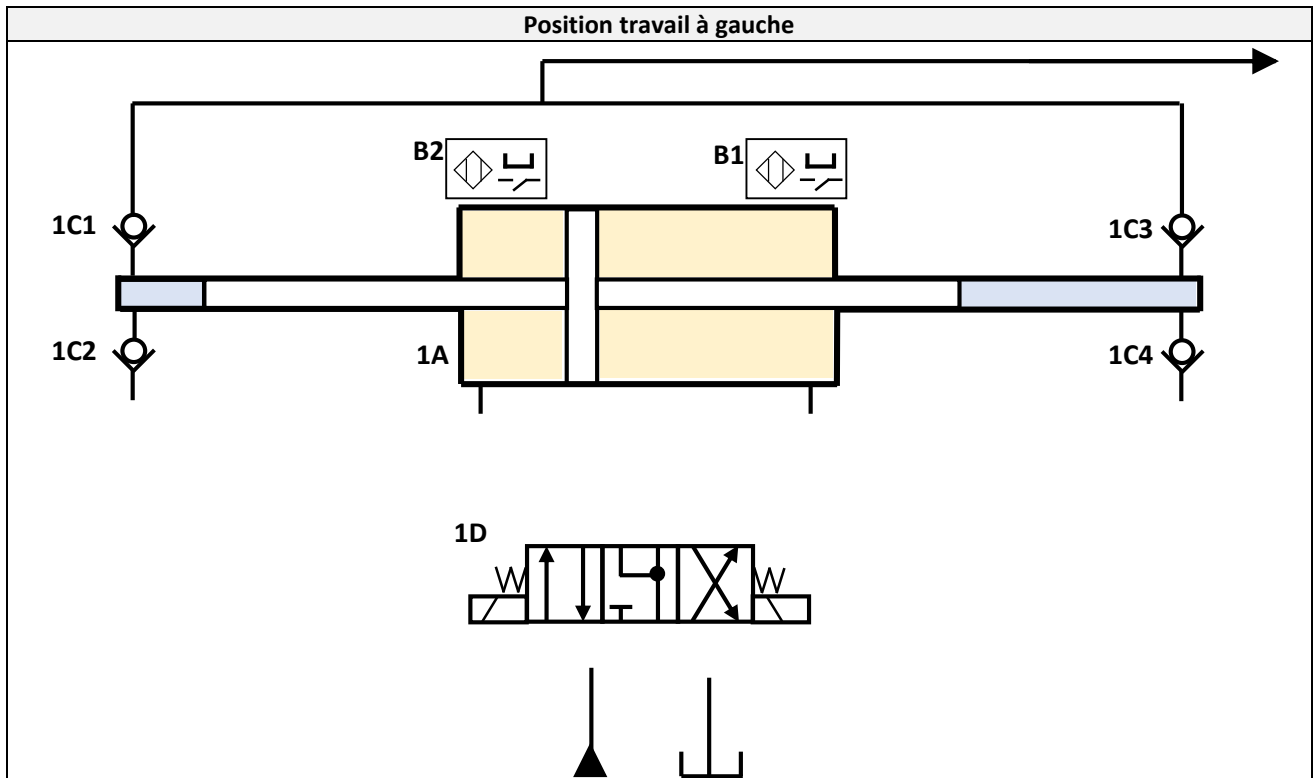 Position travail à gauche
B2
B1
1C1
1C3
1C2
1A
1C4
1D